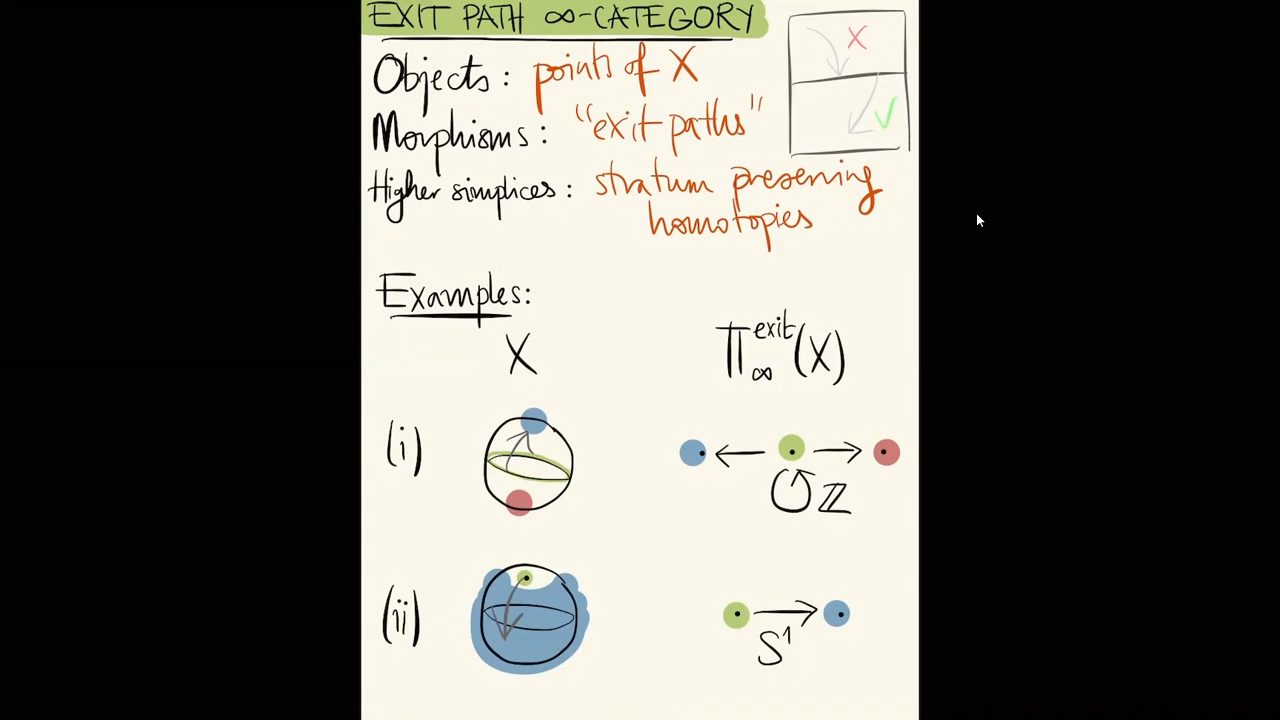 EXIT PATH ∞-CATEGORY
X
Objects: points of X
Morphisms: "exit paths"
Higher simplices: stratum preserving
homotopies
Examples:
X Π∞^exit(X)
(i)
ℤ
(ii)
S¹